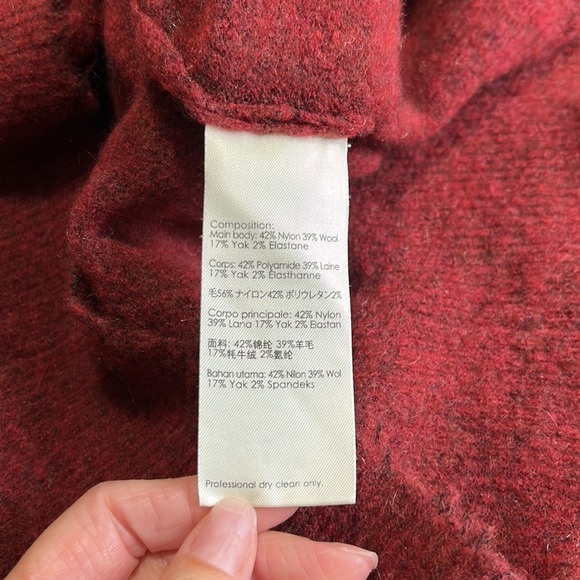 Composition:
Main body: 42% Nylon 39% Wool
17% Yak 2% Elastane
Corps: 42% Polyamide 39% Laine
17% Yak 2% Élasthanne
毛56% ナイロン42% ポリウレタン2%
Corpo principale: 42% Nylon
39% Lana 17% Yak 2% Elastan
面料: 42%锦纶 39%羊毛
17%牦牛绒 2%氨纶
Bahan utama: 42% Nilon 39% Wol
17% Yak 2% Spandeks
Professional dry clean only.